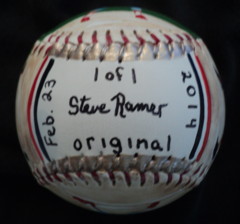 1 of 1
Steve Ramer
original
Feb. 23
2014